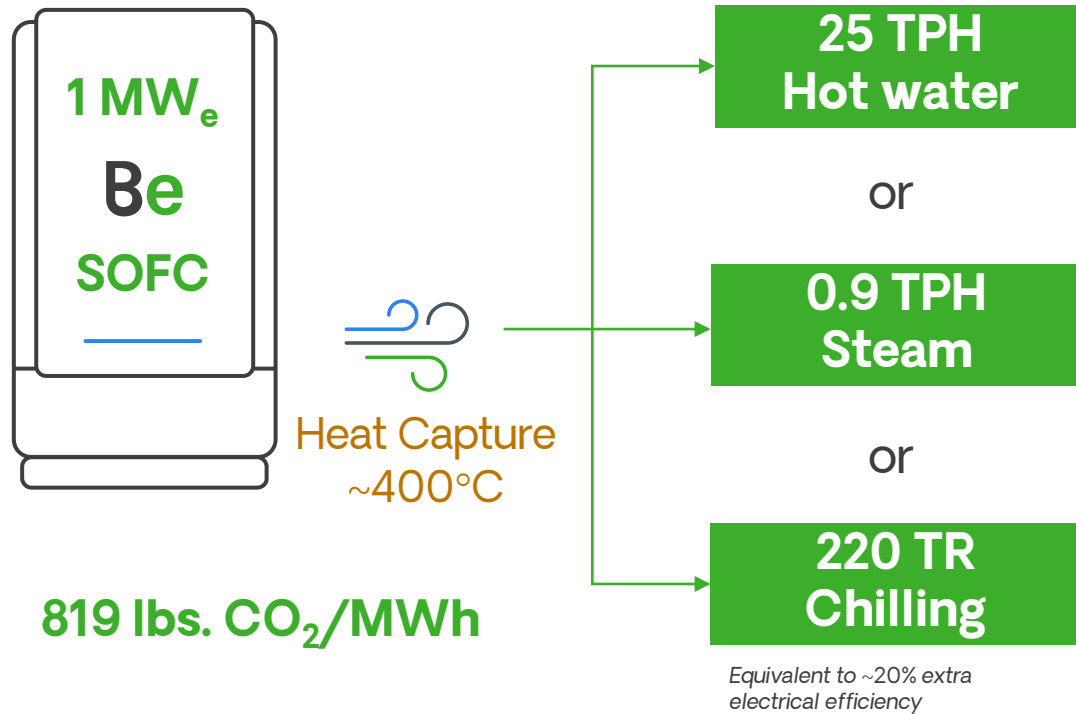 1 MWe
Be
SOFC
Heat Capture
~400°C
819 lbs. CO₂/MWh
25 TPH
Hot water
or
0.9 TPH
Steam
or
220 TR
Chilling
Equivalent to ~20% extra
electrical efficiency